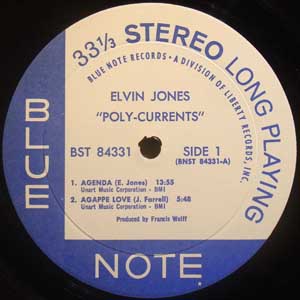 33⅓ STEREO LONG PLAYING
BLUE NOTE RECORDS • A DIVISION OF LIBERTY RECORDS, INC.
ELVIN JONES
"POLY-CURRENTS"
BST 84331
SIDE 1
(BNST 84331-A)
1. AGENDA (E. Jones) 13:55
Unart Music Corporation - BMI
2. AGAPPE LOVE (J. Farrell) 5:48
Unart Music Corporation - BMI
Produced by Francis Wolff
BLUE
NOTE